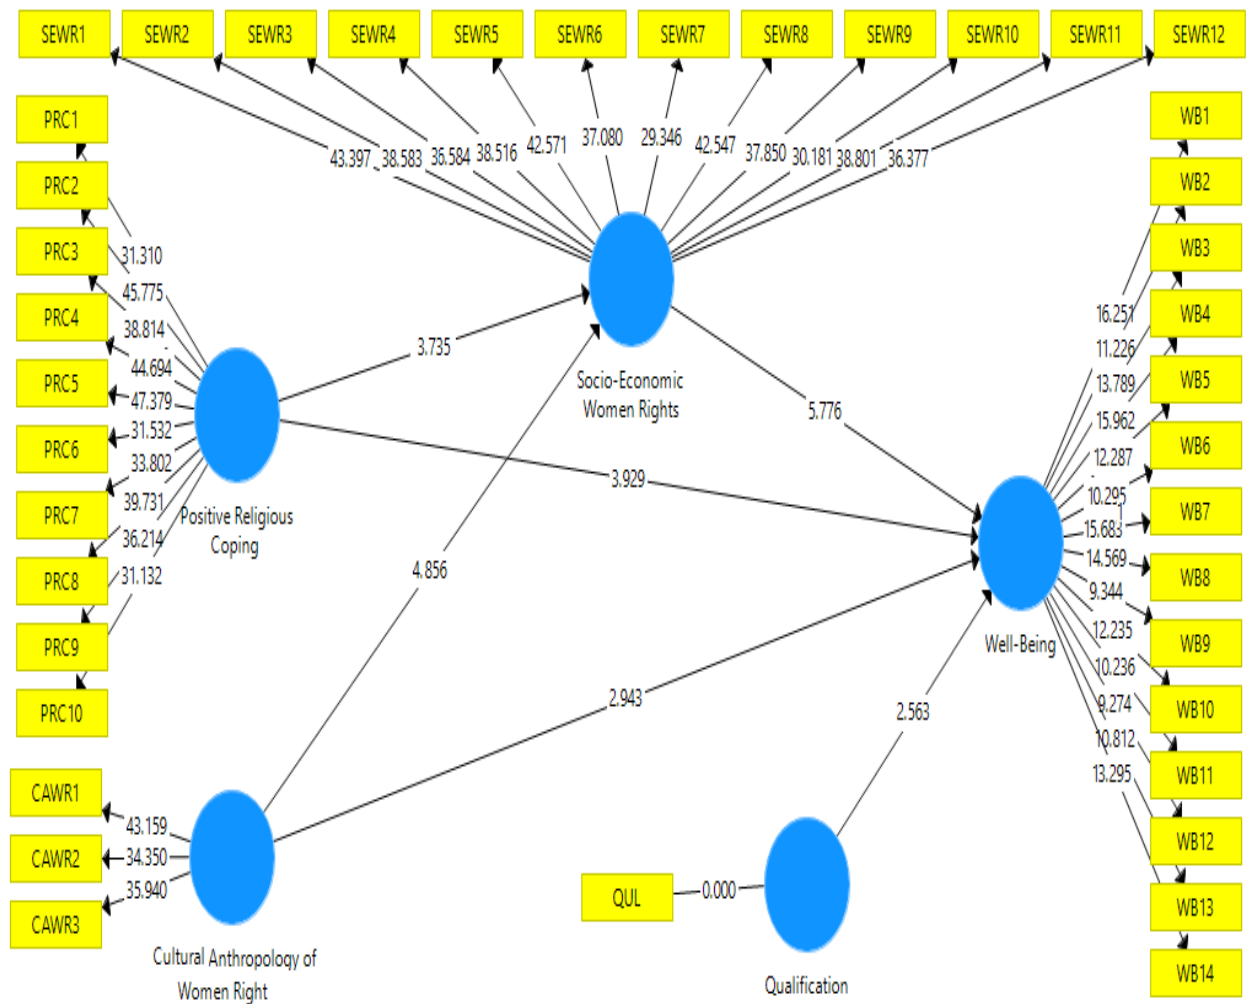 SEWR1 SEWR2 SEWR3 SEWR4 SEWR5 SEWR6 SEWR7 SEWR8 SEWR9 SEWR10 SEWR11 SEWR12
43.397 38.583 36.584 38.516 42.571 37.080 29.346 42.547 37.850 30.181 38.801 36.377
PRC1
PRC2
PRC3
PRC4
PRC5
PRC6
PRC7
PRC8
PRC9
PRC10
31.310
45.775
38.814
44.694
47.379
31.532
33.802
39.731
36.214
31.132
Positive Religious
Coping
3.735
Socio-Economic
Women Rights
5.776
3.929
4.856
2.943
2.563
CAWR1
CAWR2
CAWR3
43.159
34.350
35.940
Cultural Anthropology of
Women Right
QUL
0.000
Qualification
Well-Being
16.251
11.226
13.789
15.962
12.287
10.295
15.683
14.569
9.344
12.235
10.236
9.274
10.812
13.295
WB1
WB2
WB3
WB4
WB5
WB6
WB7
WB8
WB9
WB10
WB11
WB12
WB13
WB14